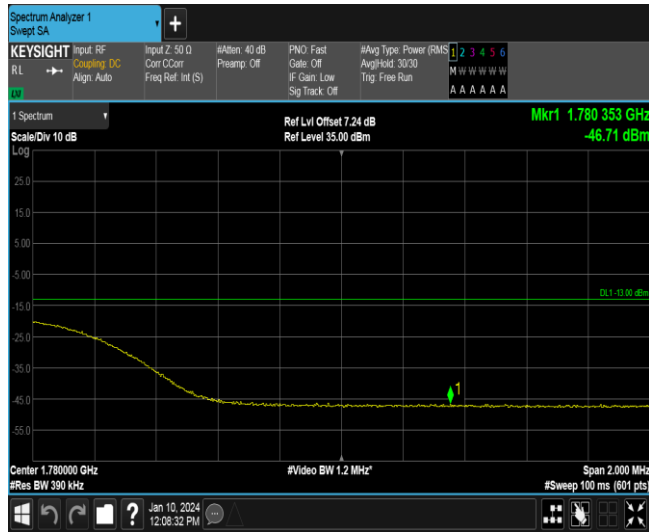 Spectrum Analyzer 1
Swept SA
+
KEYSIGHT Input: RF Input Z: 50 Ω #Atten: 40 dB PNO: Fast #Avg Type: Power (RMS 1 2 3 4 5 6
RL Coupling: DC Corr CCorr Preamp: Off Gate: Off Avg|Hold: 30/30 M W W W W W
Align: Auto Freq Ref: Int (S) IF Gain: Low Trig: Free Run
LXI Sig Track: Off A A A A A A
1 Spectrum Ref Lvl Offset 7.24 dB Mkr1 1.780 353 GHz
Scale/Div 10 dB Ref Level 35.00 dBm -46.71 dBm
Log
25.0
15.0
5.00
-5.00
DL1 -13.00 dBm
-15.0
-25.0
-35.0
1
-45.0
-55.0
Center 1.780000 GHz #Video BW 1.2 MHz* Span 2.000 MHz
#Res BW 390 kHz #Sweep 100 ms (601 pts)
? Jan 10, 2024
12:08:32 PM